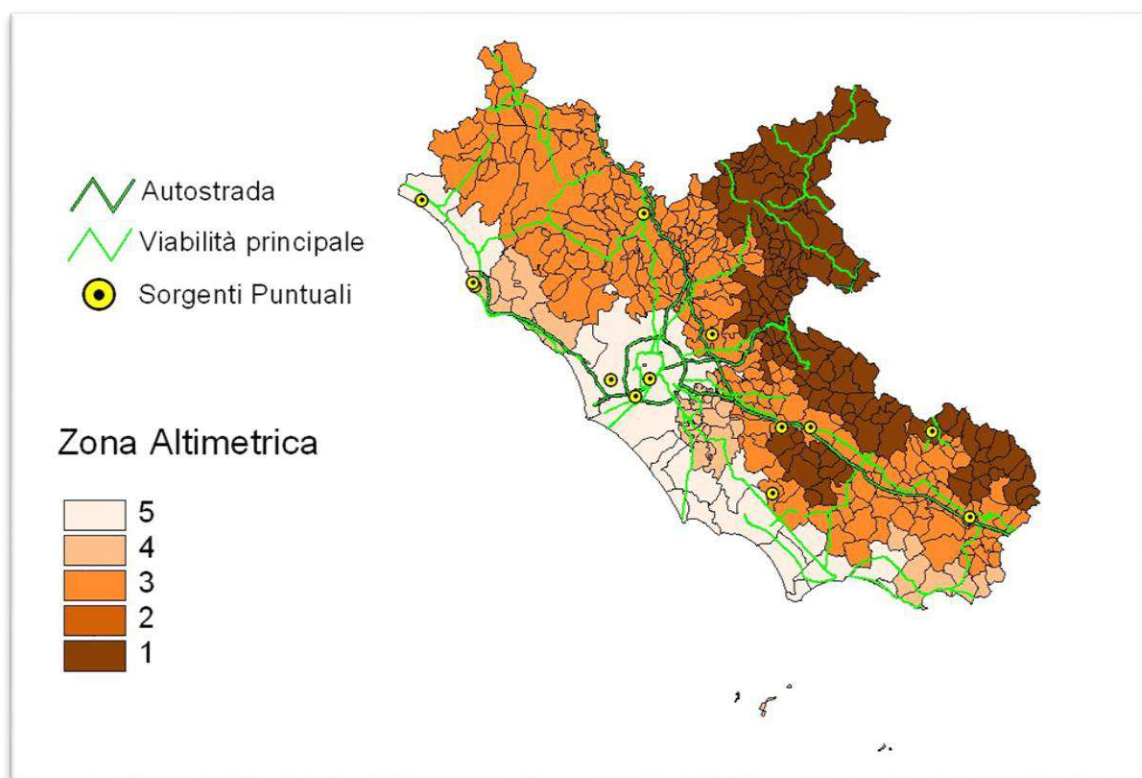 Autostrada
Viabilità principale
Sorgenti Puntuali
Zona Altimetrica
5
4
3
2
1